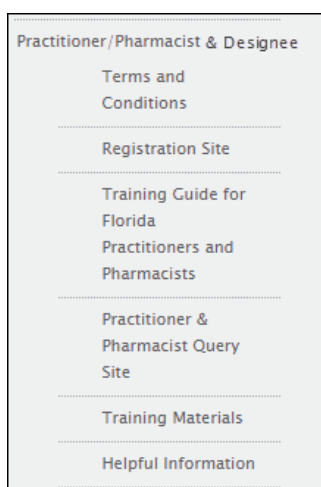 Practitioner/Pharmacist & Designee
Terms and
Conditions
Registration Site
Training Guide for
Florida
Practitioners and
Pharmacists
Practitioner &
Pharmacist Query
Site
Training Materials
Helpful Information